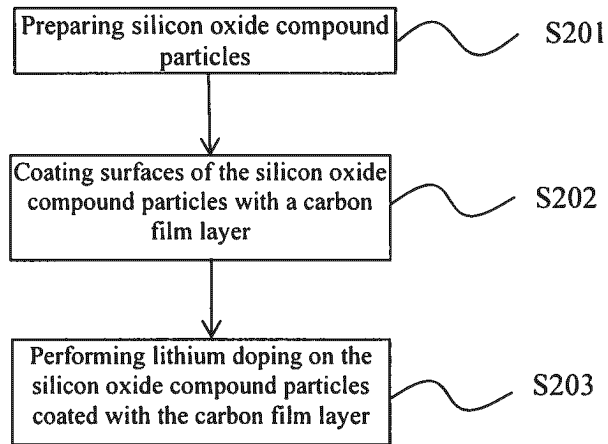 Preparing silicon oxide compound
particles
S201
Coating surfaces of the silicon oxide
compound particles with a carbon
film layer
S202
Performing lithium doping on the
silicon oxide compound particles
coated with the carbon film layer
S203